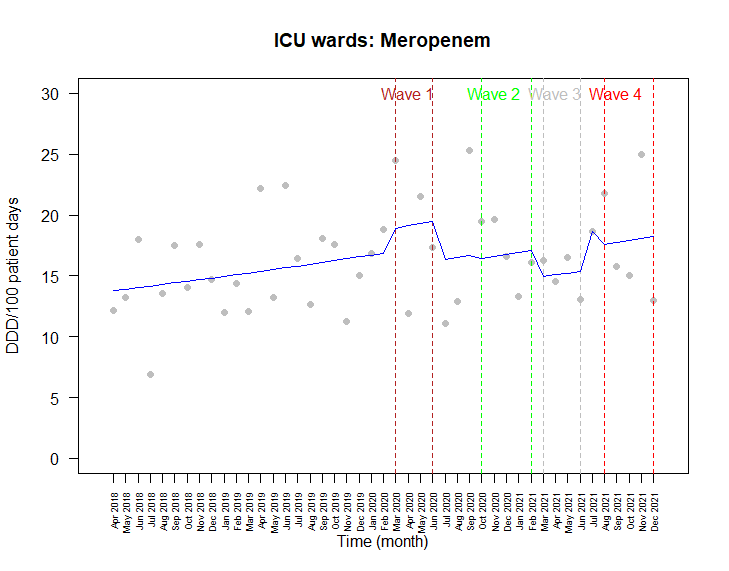 ICU wards: Meropenem
Wave 1 Wave 2 Wave 3 Wave 4
DDD/100 patient days
30
25
20
15
10
5
0
Apr 2018
May 2018
Jun 2018
Jul 2018
Aug 2018
Sep 2018
Oct 2018
Nov 2018
Dec 2018
Jan 2019
Feb 2019
Mar 2019
Apr 2019
May 2019
Jun 2019
Jul 2019
Aug 2019
Sep 2019
Oct 2019
Nov 2019
Dec 2019
Jan 2020
Feb 2020
Mar 2020
Apr 2020
May 2020
Jun 2020
Jul 2020
Aug 2020
Sep 2020
Oct 2020
Nov 2020
Dec 2020
Jan 2021
Feb 2021
Mar 2021
Apr 2021
May 2021
Jun 2021
Jul 2021
Aug 2021
Sep 2021
Oct 2021
Nov 2021
Dec 2021
Time (month)